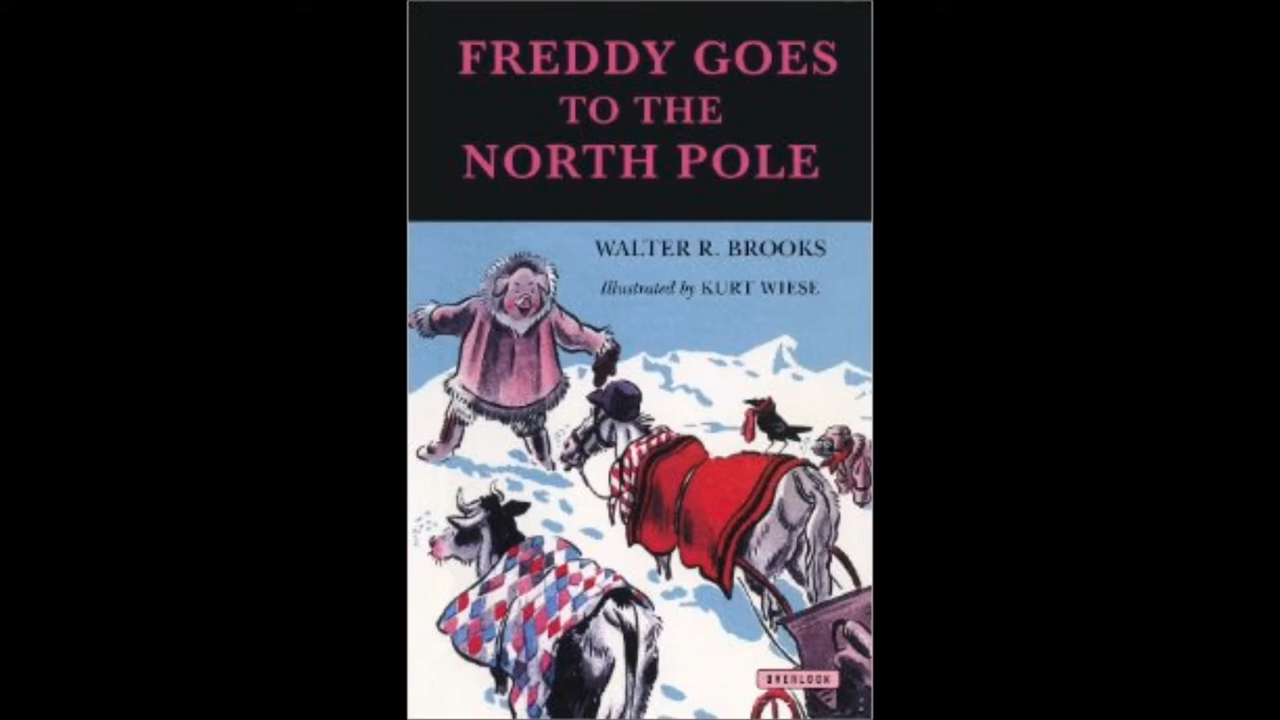 FREDDY GOES
TO THE
NORTH POLE
WALTER R. BROOKS
Illustrated by KURT WIESE
OVERLOOK